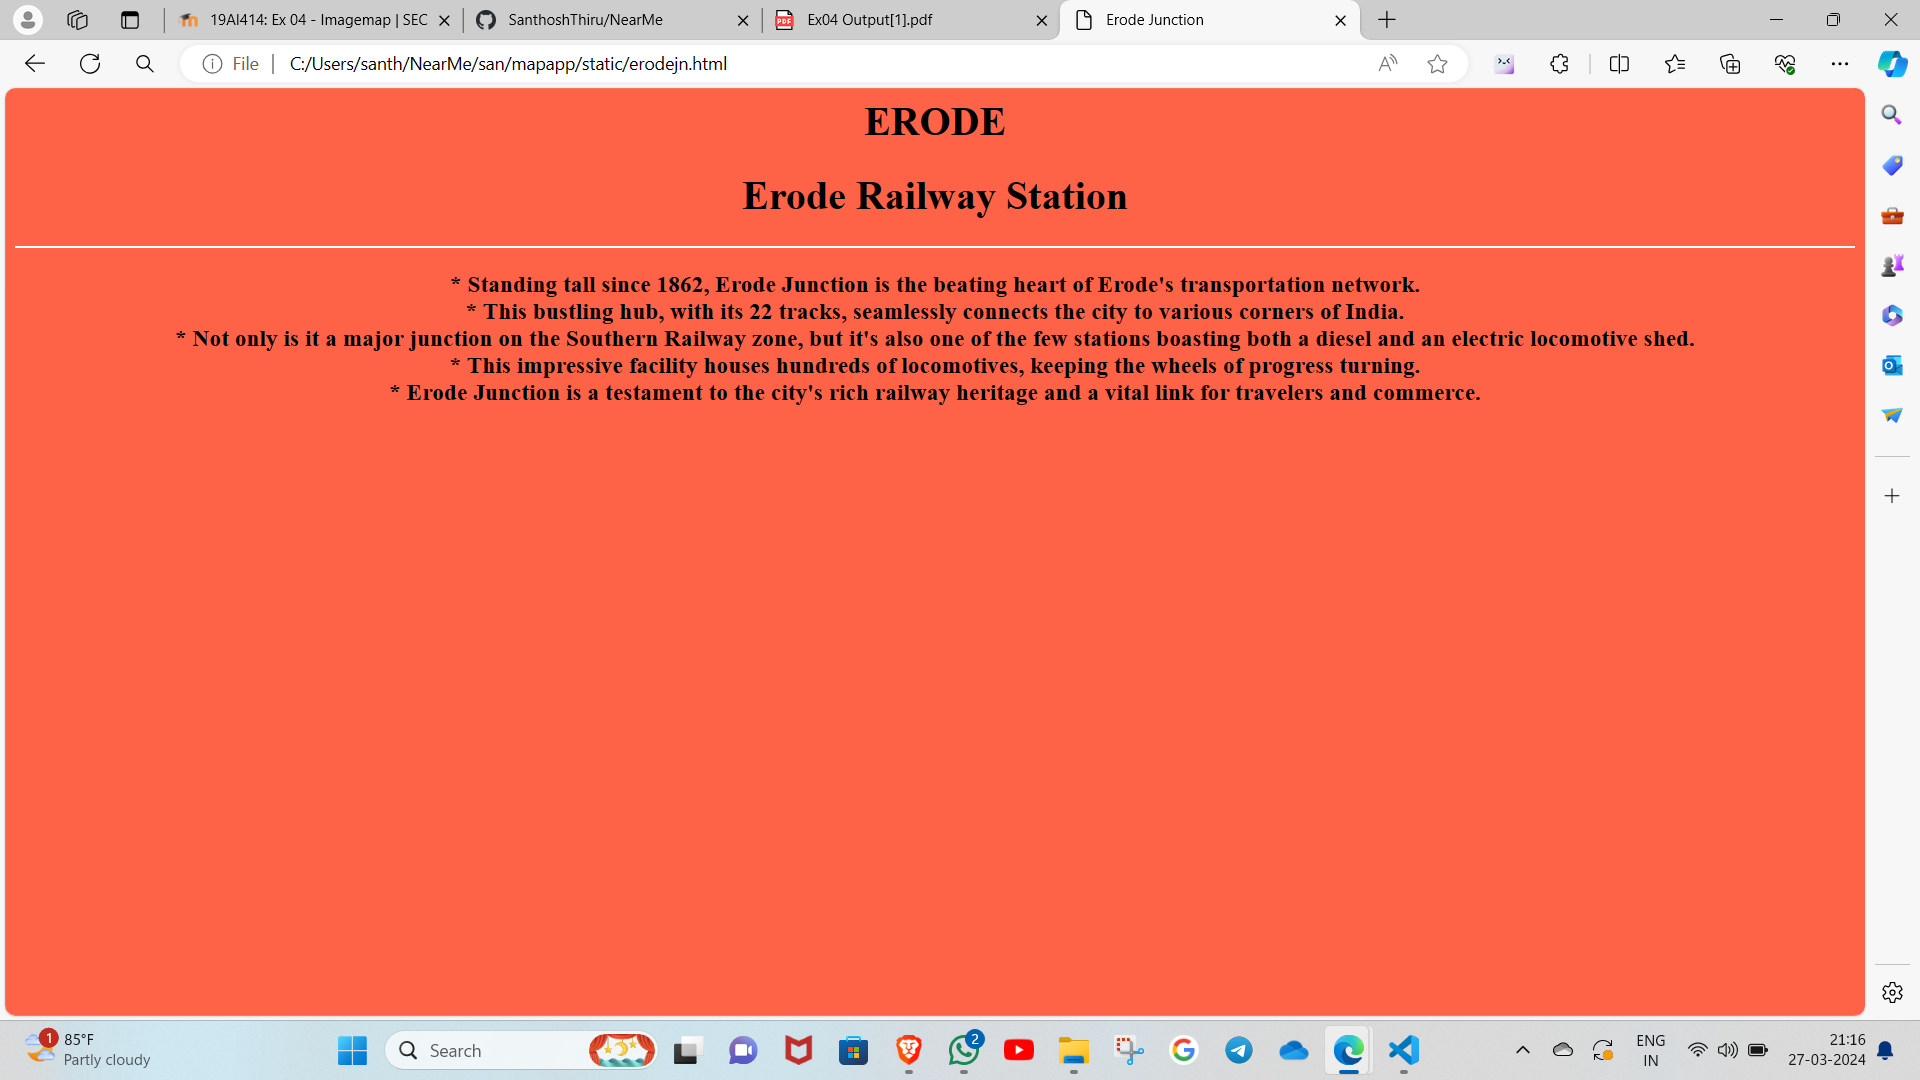 19AI414: Ex 04 - Imagemap | SEC
SanthoshThiru/NearMe
Ex04 Output[1].pdf
Erode Junction
File
C:/Users/santh/NearMe/san/mapapp/static/erodejn.html
ERODE
Erode Railway Station
* Standing tall since 1862, Erode Junction is the beating heart of Erode's transportation network.
* This bustling hub, with its 22 tracks, seamlessly connects the city to various corners of India.
* Not only is it a major junction on the Southern Railway zone, but it's also one of the few stations boasting both a diesel and an electric locomotive shed.
* This impressive facility houses hundreds of locomotives, keeping the wheels of progress turning.
* Erode Junction is a testament to the city's rich railway heritage and a vital link for travelers and commerce.
1
85°F
Partly cloudy
Search
2
ENG
IN
21:16
27-03-2024